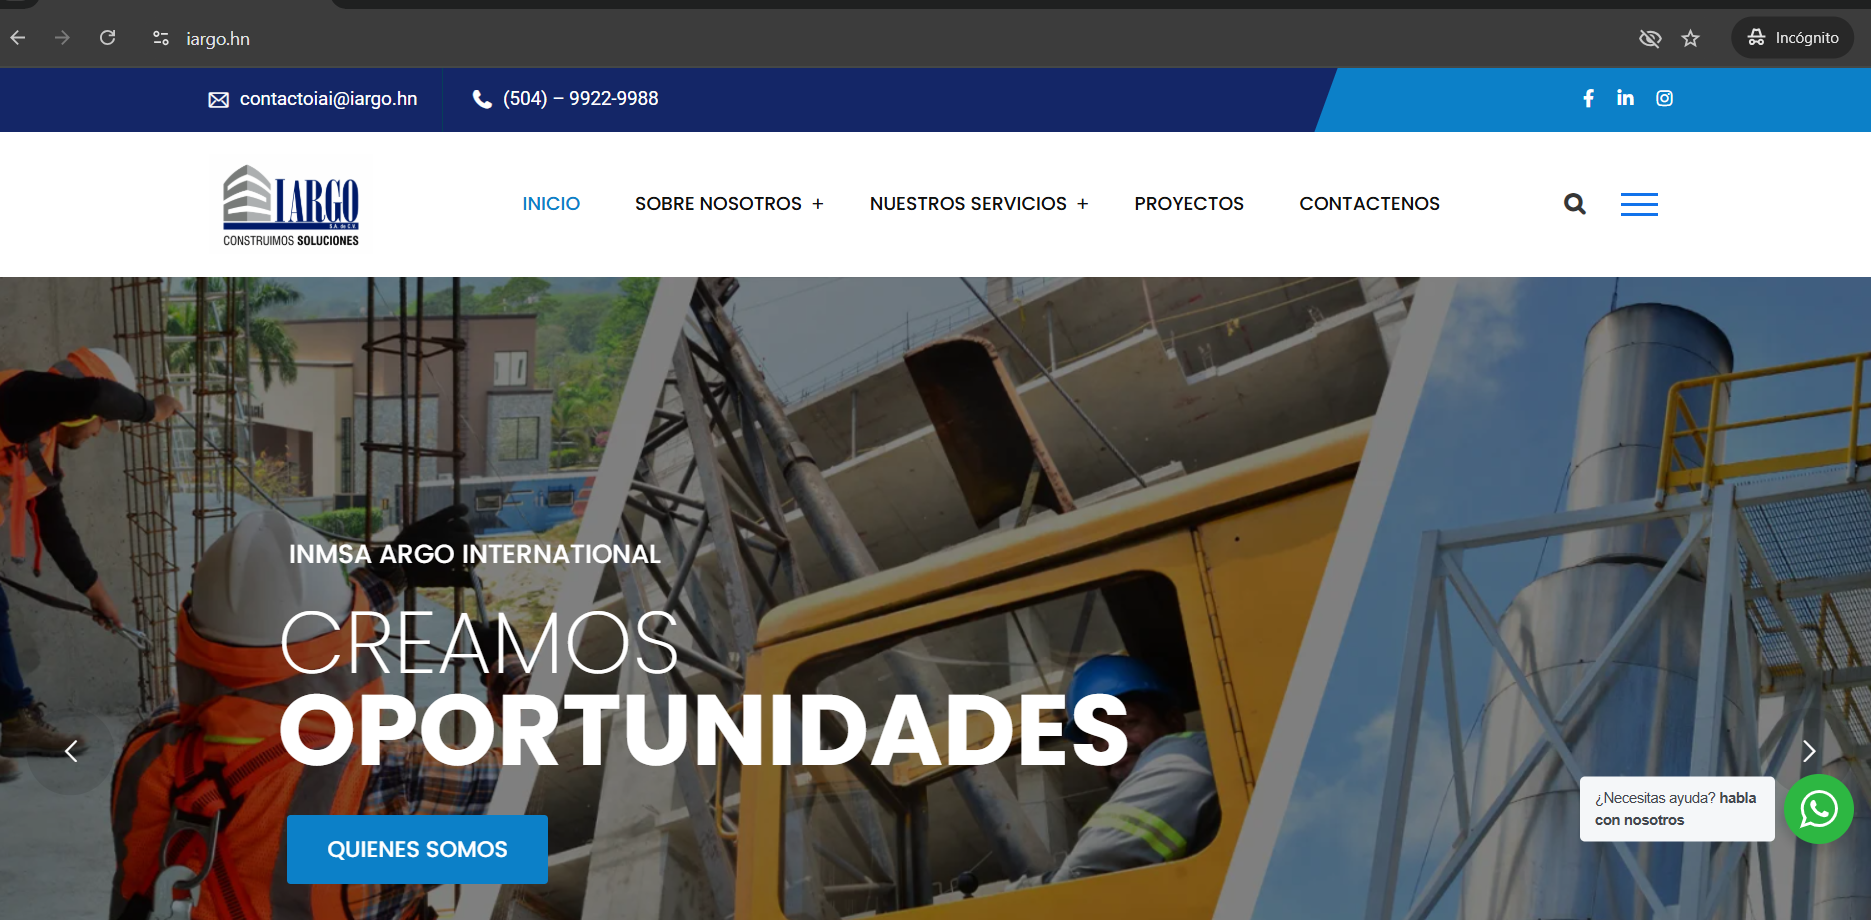 iargo.hn
Incógnito
contactoiai@iargo.hn
(504) – 9922-9988
IARGO
S.A. de C.V.
CONSTRUIMOS SOLUCIONES
INICIO
SOBRE NOSOTROS +
NUESTROS SERVICIOS +
PROYECTOS
CONTACTENOS
INMSA ARGO INTERNATIONAL
CREAMOS
OPORTUNIDADES
QUIENES SOMOS
¿Necesitas ayuda? habla
con nosotros